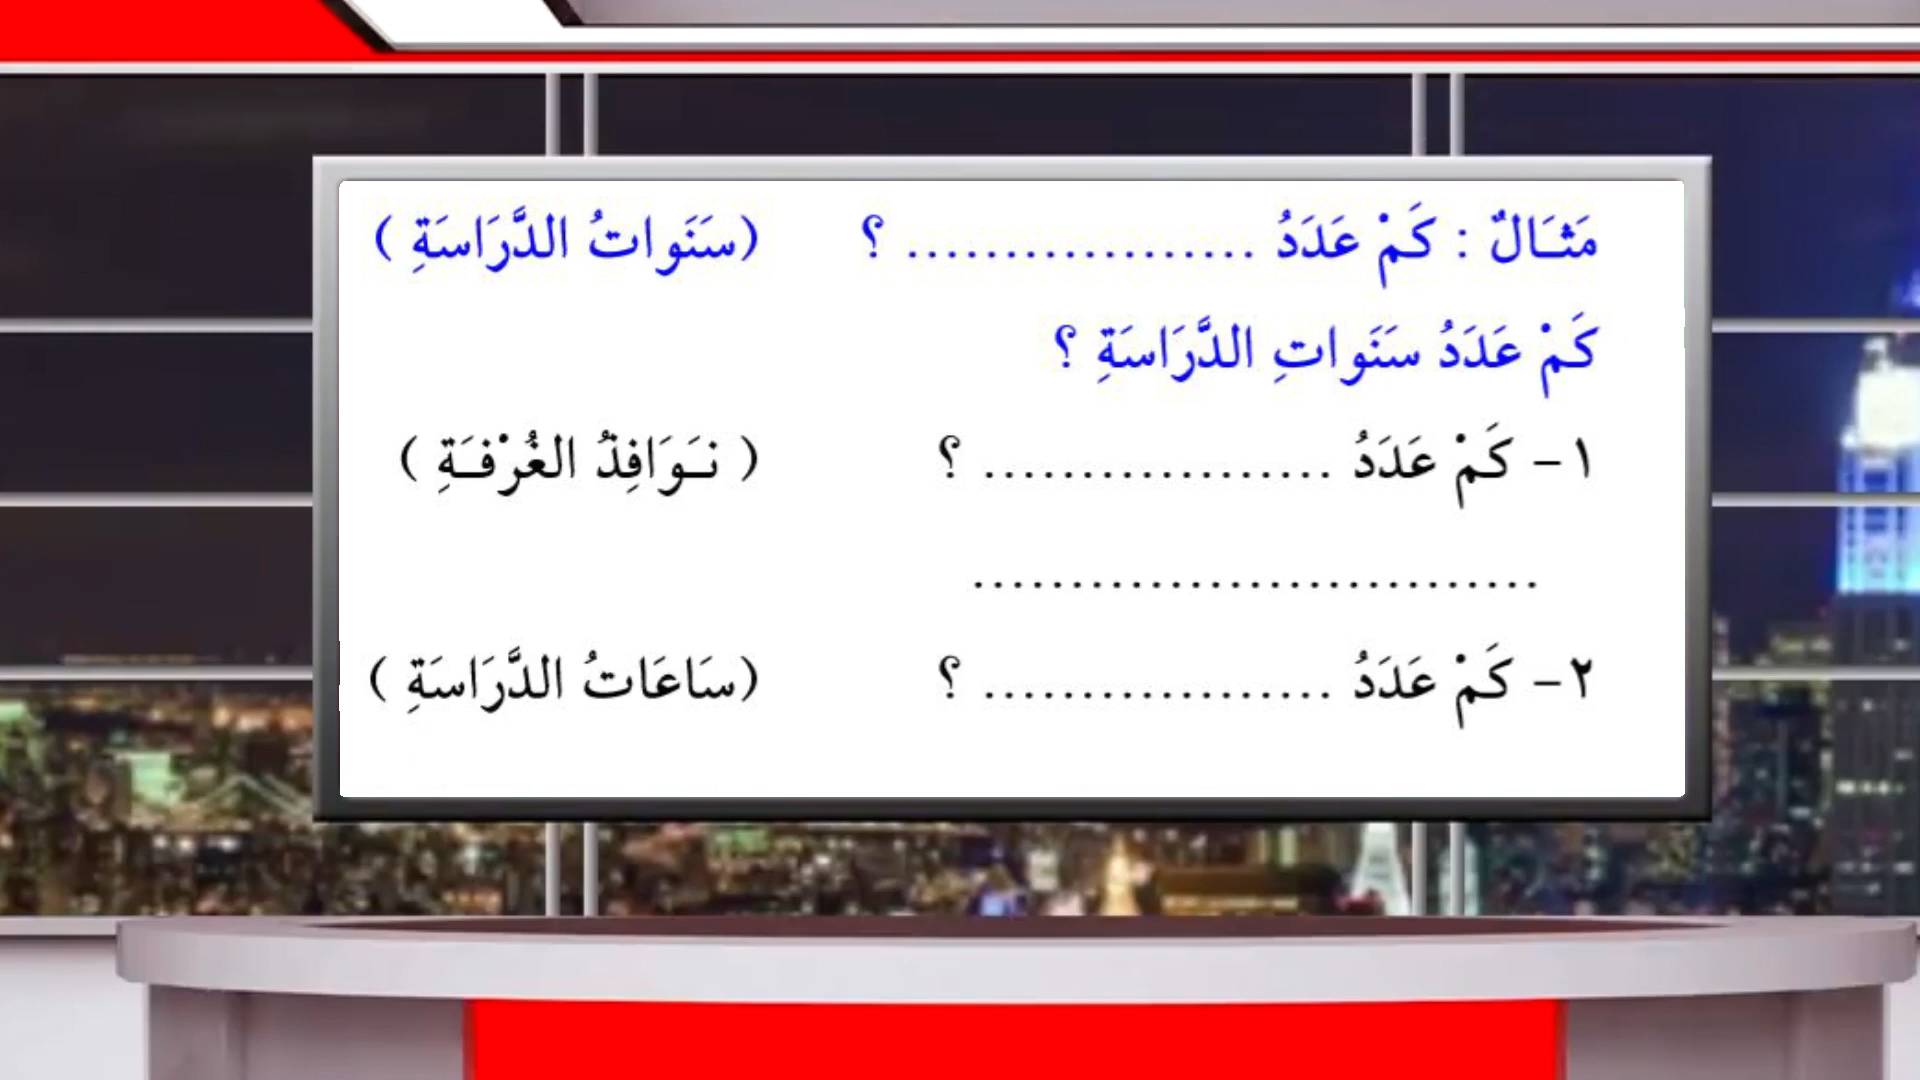 مَثَالٌ : كَمْ عَدَدُ .................. ؟ (سَنَواتُ الدَّرَاسَةِ )
كَمْ عَدَدُ سَنَواتِ الدَّرَاسَةِ ؟
١- كَمْ عَدَدُ .................. ؟ ( نَوَافِذُ الغُرْفَةِ )
.............................
٢- كَمْ عَدَدُ .................. ؟ (سَاعَاتُ الدَّرَاسَةِ )